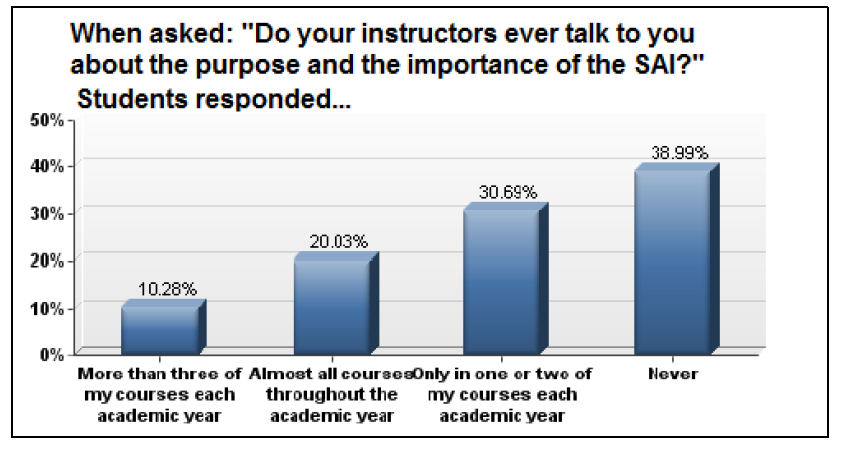 When asked: "Do your instructors ever talk to you
about the purpose and the importance of the SAI?"
Students responded...
50%
40%
30%
20%
10%
0%
10.28%
20.03%
30.69%
38.99%
More than three of
my courses each
academic year
Almost all courses
throughout the
academic year
Only in one or two of
my courses each
academic year
Never